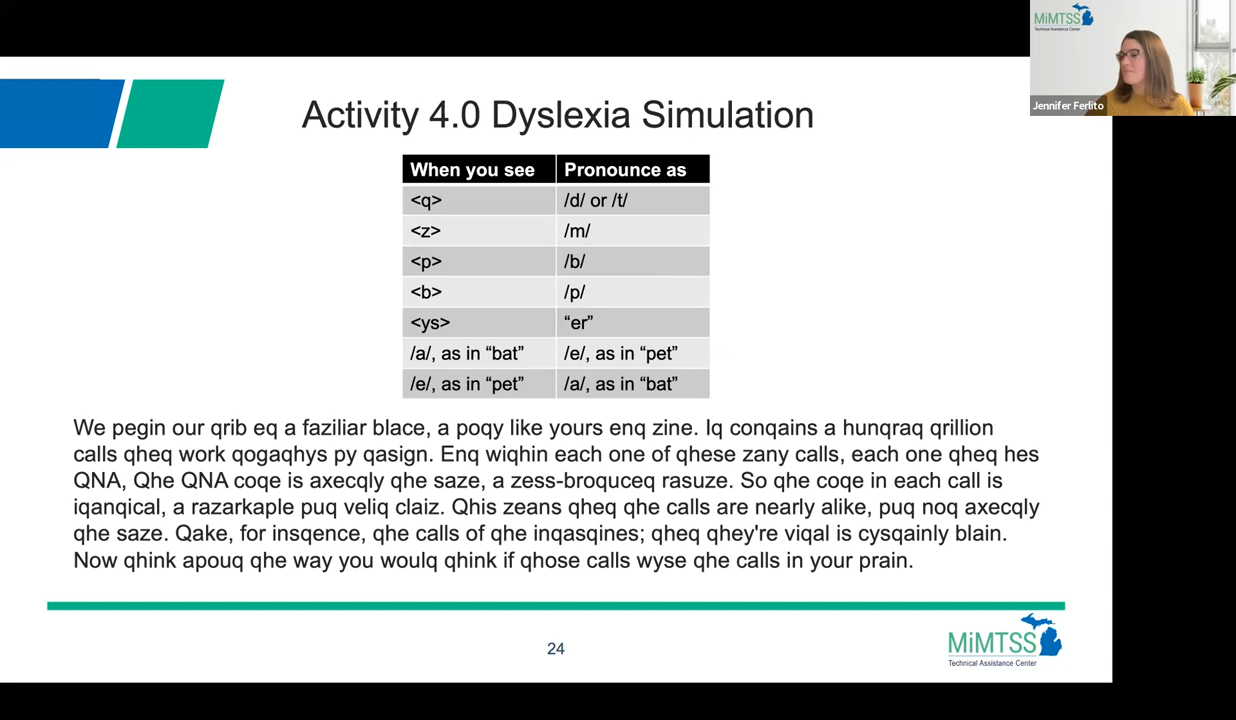 MiMTSS
Technical Assistance Center
Jennifer Ferlito
Activity 4.0 Dyslexia Simulation
When you see Pronounce as
<q> /d/ or /t/
<z> /m/
<p> /b/
<b> /p/
<ys> “er”
/a/, as in “bat” /e/, as in “pet”
/e/, as in “pet” /a/, as in “bat”
We pegin our qrib eq a faziliar blace, a poqy like yours enq zine. Iq conqains a hunqraq qrillion
calls qheq work qogaqhys py qasign. Enq wiqhin each one of qhese zany calls, each one qheq hes
QNA, Qhe QNA coqe is axecqly qhe saze, a zess-broquceq rasuze. So qhe coqe in each call is
iqanqical, a razarkaple puq veliq claiz. Qhis zeans qheq qhe calls are nearly alike, puq noq axecqly
qhe saze. Qake, for insqence, qhe calls of qhe inqasqines; qheq qhey're viqal is cysqainly blain.
Now qhink apouq qhe way you woulq qhink if qhose calls wyse qhe calls in your prain.
24
MiMTSS
Technical Assistance Center